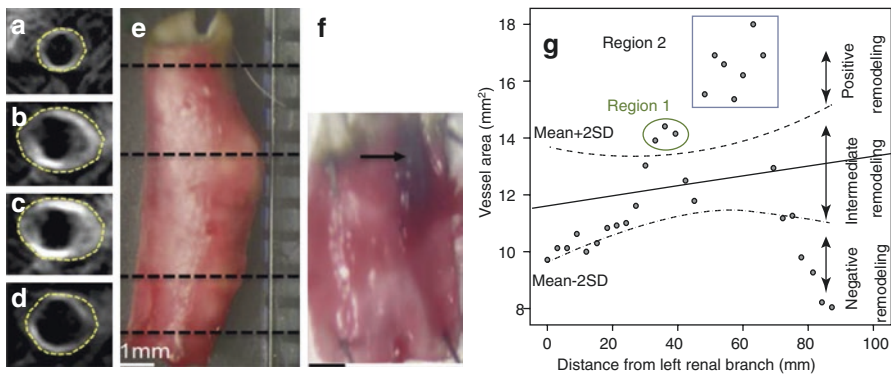 a
b
c
d
e
1mm
f
g
Vessel area (mm²)
18
16
14
12
10
8
Region 2
Region 1
Mean+2SD
Mean-2SD
Positive
remodeling
Intermediate
remodeling
Negative
remodeling
0
20
40
60
80
100
Distance from left renal branch (mm)